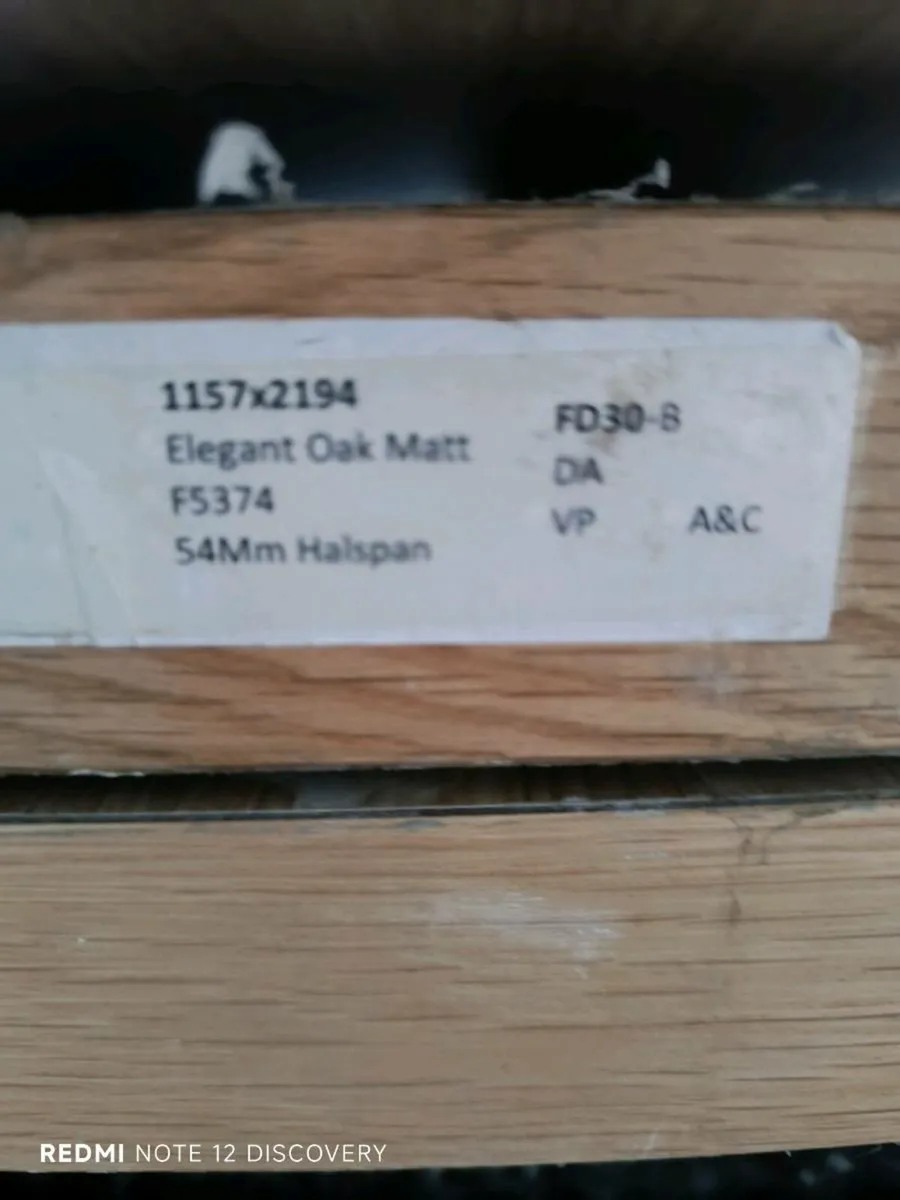 1157x2194
Elegant Oak Matt
F5374
54Mm Halspan
FD30-B
DA
VP A&C
REDMI NOTE 12 DISCOVERY